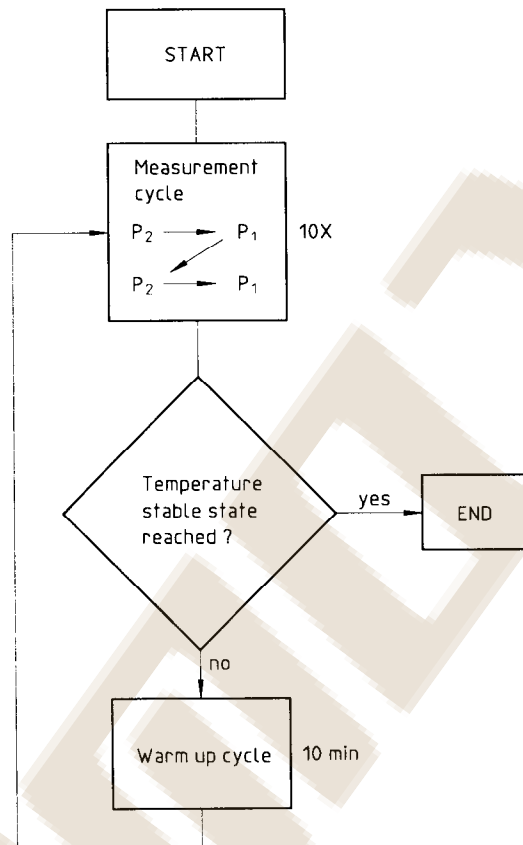 START
Measurement
cycle
P₂ P₁
10X
P₂ P₁
Temperature
stable state
reached ?
yes
END
no
Warm up cycle
10 min